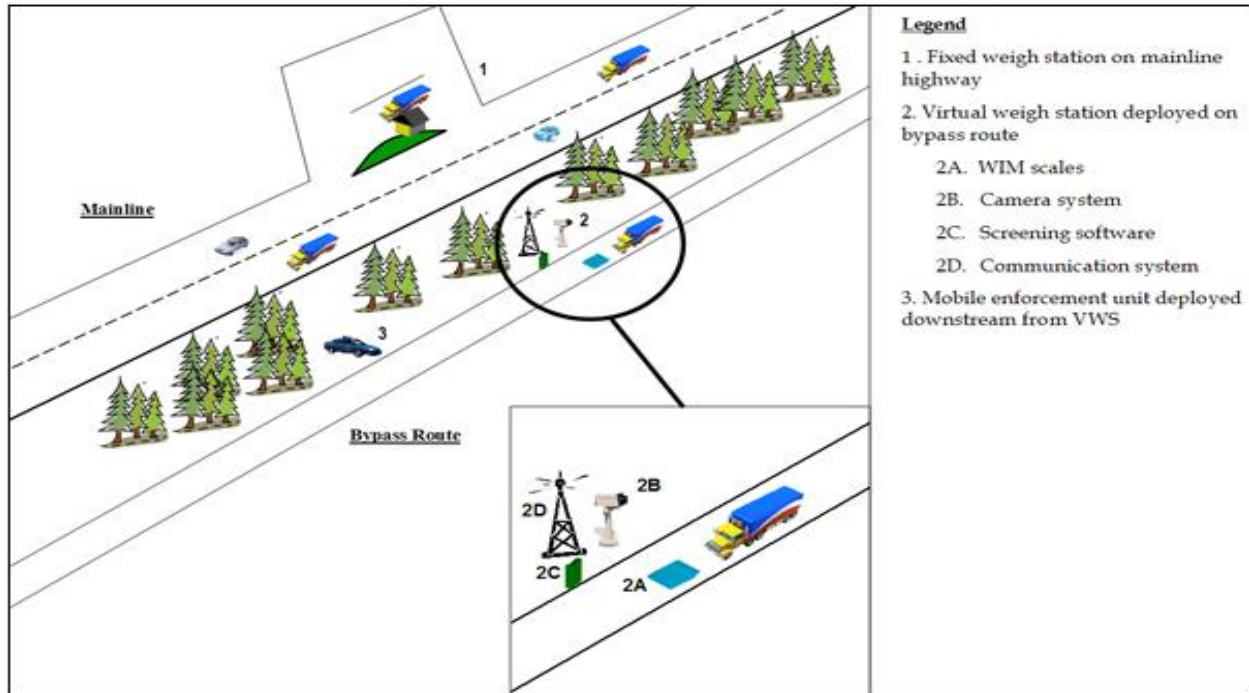 Legend
1 . Fixed weigh station on mainline
highway
2. Virtual weigh station deployed on
bypass route
2A. WIM scales
2B. Camera system
2C. Screening software
2D. Communication system
3. Mobile enforcement unit deployed
downstream from VWS
1
Mainline
2
3
Bypass Route
2B
2D
2C
2A